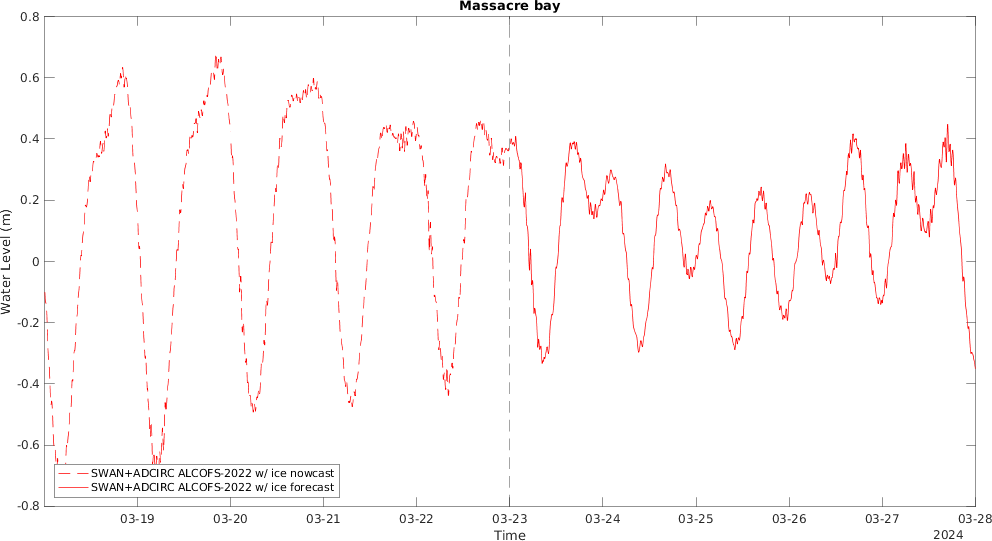 Massacre bay
0.8
0.6
0.4
0.2
0
-0.2
-0.4
-0.6
-0.8
Water Level (m)
SWAN+ADCIRC ALCOFS-2022 w/ ice nowcast
SWAN+ADCIRC ALCOFS-2022 w/ ice forecast
03-19 03-20 03-21 03-22 03-23 03-24 03-25 03-26 03-27 03-28
Time 2024